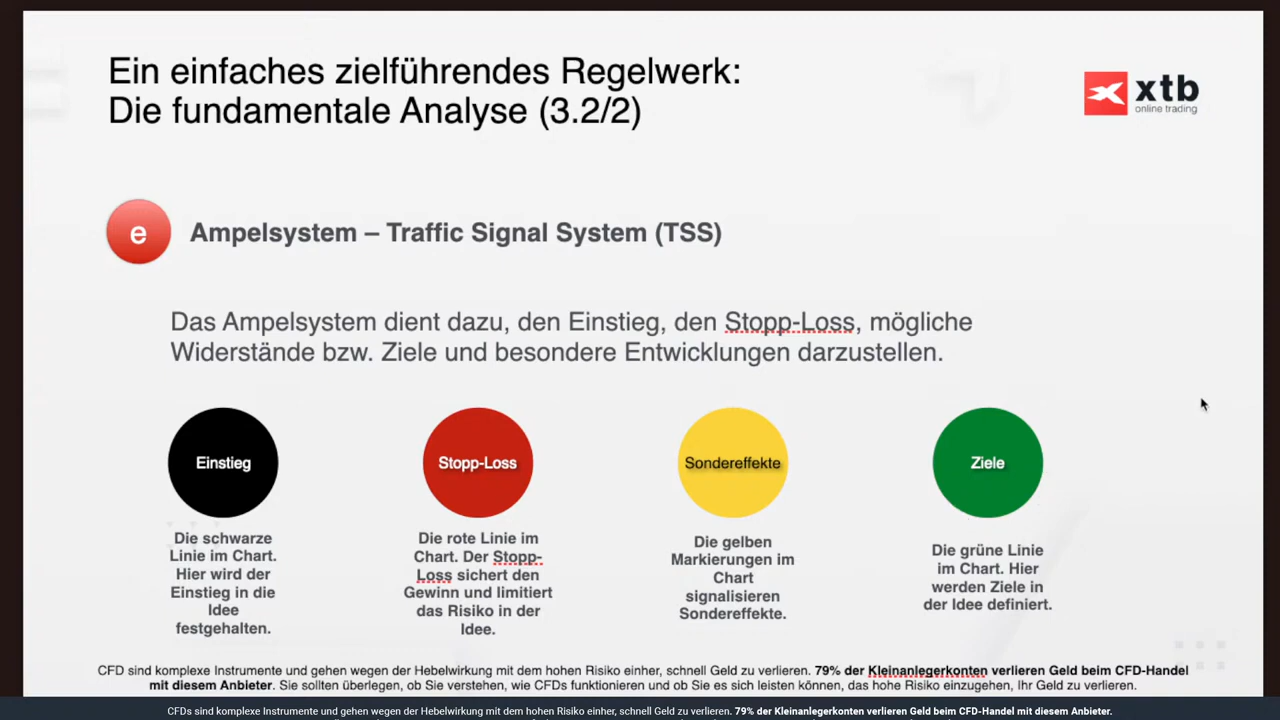 Ein einfaches zielführendes Regelwerk:
Die fundamentale Analyse (3.2/2)
xtb
online trading
e
Ampelsystem – Traffic Signal System (TSS)
Das Ampelsystem dient dazu, den Einstieg, den Stopp-Loss, mögliche
Widerstände bzw. Ziele und besondere Entwicklungen darzustellen.
Einstieg
Die schwarze
Linie im Chart.
Hier wird der
Einstieg in die
Idee
festgehalten.
Stopp-Loss
Die rote Linie im
Chart. Der Stopp-
Loss sichert den
Gewinn und limitiert
das Risiko in der
Idee.
Sondereffekte
Die gelben
Markierungen im
Chart
signalisieren
Sondereffekte.
Ziele
Die grüne Linie
im Chart. Hier
werden Ziele in
der Idee definiert.
CFD sind komplexe Instrumente und gehen wegen der Hebelwirkung mit dem hohen Risiko einher, schnell Geld zu verlieren. 79% der Kleinanlegerkonten verlieren Geld beim CFD-Handel
mit diesem Anbieter. Sie sollten überlegen, ob Sie verstehen, wie CFDs funktionieren und ob Sie es sich leisten können, das hohe Risiko einzugehen, Ihr Geld zu verlieren.
CFDs sind komplexe Instrumente und gehen wegen der Hebelwirkung mit dem hohen Risiko einher, schnell Geld zu verlieren. 79% der Kleinanlegerkonten verlieren Geld beim CFD-Handel mit diesem Anbieter.